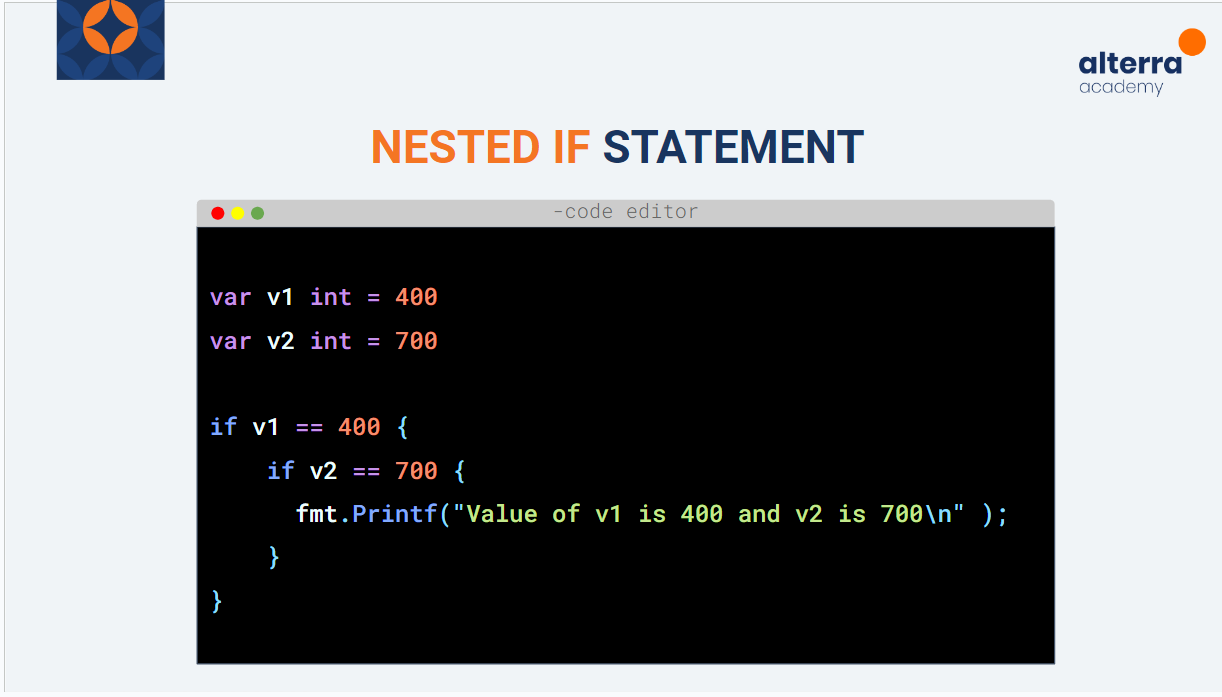 alterra
academy
NESTED IF STATEMENT
-code editor
var v1 int = 400
var v2 int = 700
if v1 == 400 {
    if v2 == 700 {
      fmt.Printf("Value of v1 is 400 and v2 is 700\n" );
    }
}